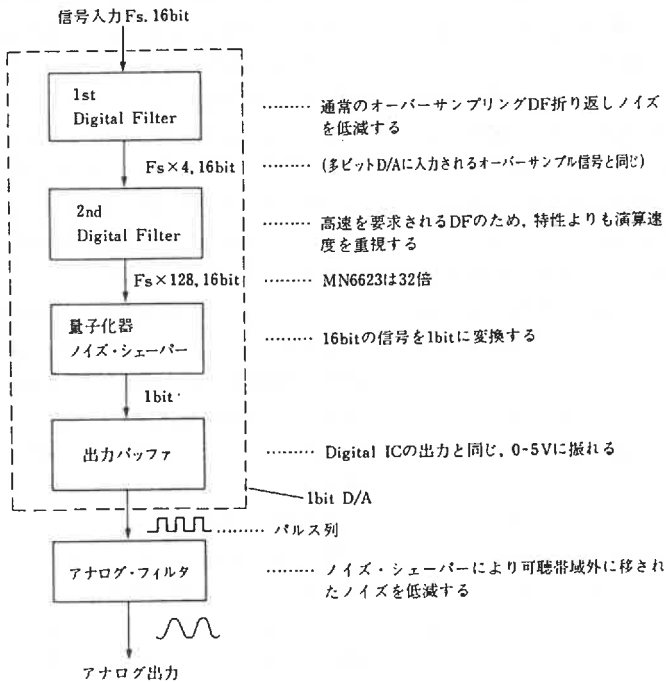 信号入力Fs. 16bit
1st
Digital Filter
……… 通常のオーバーサンプリングDF折り返しノイズ
を低減する
Fs×4, 16bit
……… (多ビットD/Aに入力されるオーバーサンプル信号と同じ)
2nd
Digital Filter
……… 高速を要求されるDFのため, 特性よりも演算速
度を重視する
Fs×128, 16bit
……… MN6623は32倍
量子化器
ノイズ・シェーパー
……… 16bitの信号を1bitに変換する
1bit
出力バッファ
……… Digital ICの出力と同じ, 0-5Vに振れる
1bit D/A
……… パルス列
アナログ・フィルタ
……… ノイズ・シェーパーにより可聴帯域外に移され
たノイズを低減する
アナログ出力